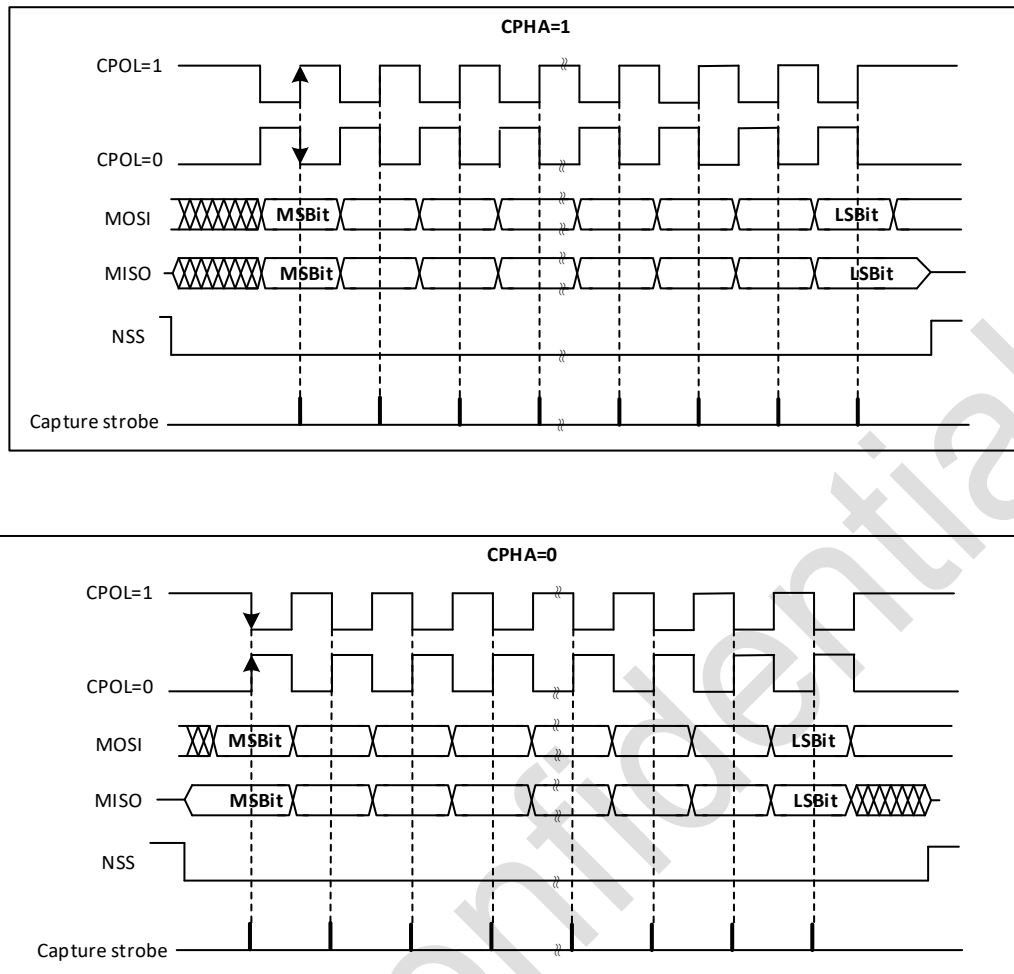 CPHA=1
CPOL=1
CPOL=0
MOSI MSBit LSBit
MISO MSBit LSBit
NSS
Capture strobe
CPHA=0
CPOL=1
CPOL=0
MOSI MSBit LSBit
MISO MSBit LSBit
NSS
Capture strobe
onfidential